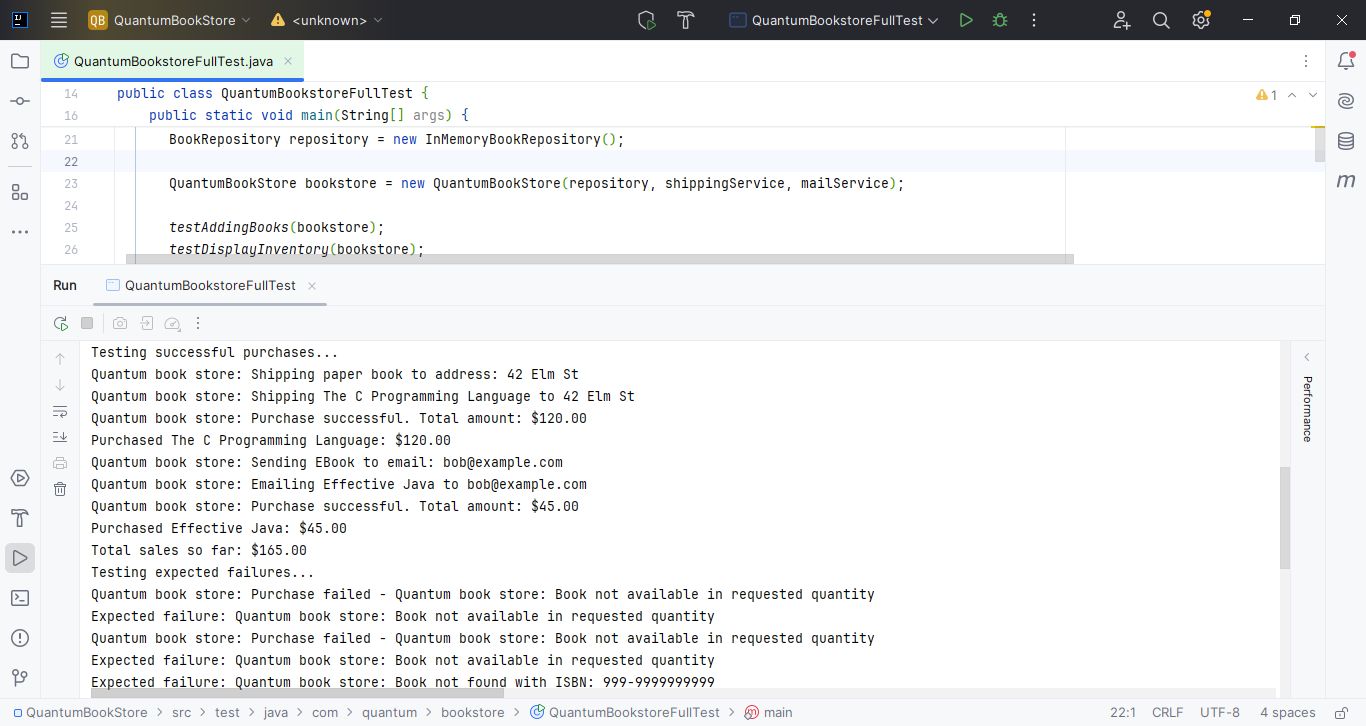 QB QuantumBookStore <unknown> QuantumBookstoreFullTest
QuantumBookstoreFullTest.java
14 public class QuantumBookstoreFullTest {
16 public static void main(String[] args) {
21 BookRepository repository = new InMemoryBookRepository();
22
23 QuantumBookStore bookstore = new QuantumBookStore(repository, shippingService, mailService);
24
25 testAddingBooks(bookstore);
26 testDisplayInventory(bookstore);
1
m
Run QuantumBookstoreFullTest
Testing successful purchases...
Quantum book store: Shipping paper book to address: 42 Elm St
Quantum book store: Shipping The C Programming Language to 42 Elm St
Quantum book store: Purchase successful. Total amount: $120.00
Purchased The C Programming Language: $120.00
Quantum book store: Sending EBook to email: bob@example.com
Quantum book store: Emailing Effective Java to bob@example.com
Quantum book store: Purchase successful. Total amount: $45.00
Purchased Effective Java: $45.00
Total sales so far: $165.00
Testing expected failures...
Quantum book store: Purchase failed - Quantum book store: Book not available in requested quantity
Expected failure: Quantum book store: Book not available in requested quantity
Quantum book store: Purchase failed - Quantum book store: Book not available in requested quantity
Expected failure: Quantum book store: Book not available in requested quantity
Expected failure: Quantum book store: Book not found with ISBN: 999-9999999999
Performance
QuantumBookStore > src > test > java > com > quantum > bookstore > QuantumBookstoreFullTest > m main
22:1 CRLF UTF-8 4 spaces